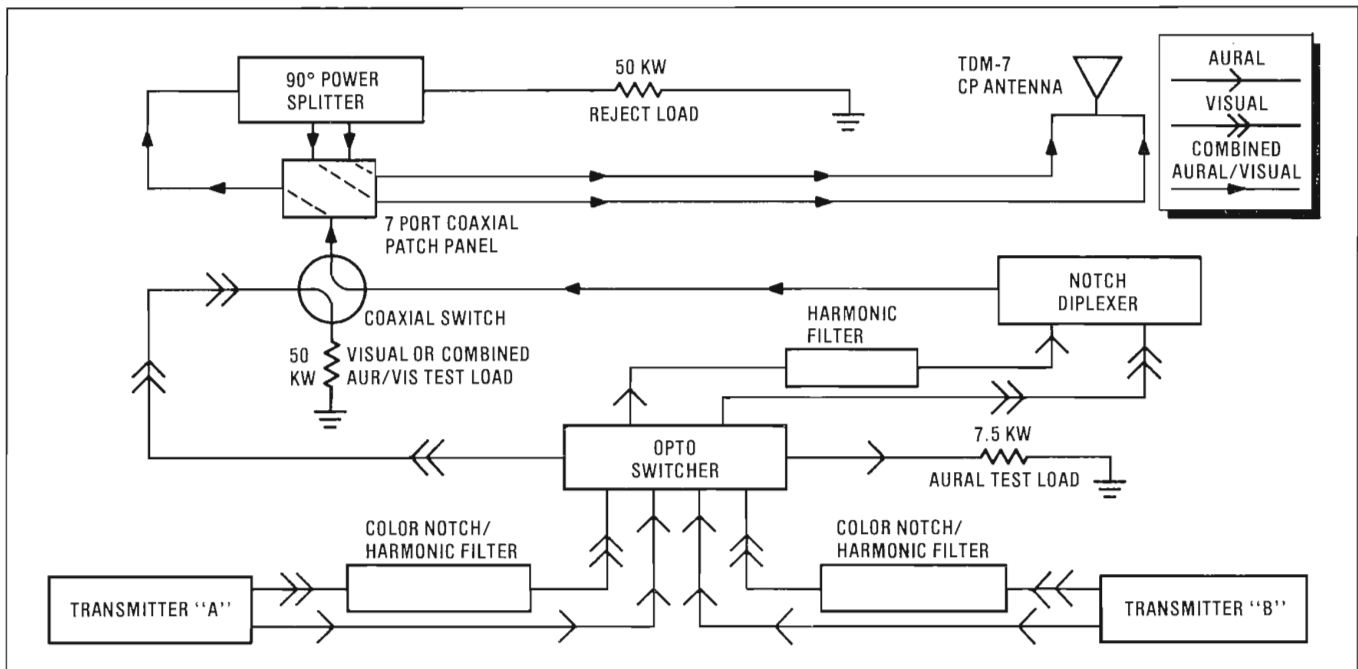 90° POWER
SPLITTER
50 KW
REJECT LOAD
TDM-7
CP ANTENNA
AURAL
VISUAL
COMBINED
AURAL/VISUAL
7 PORT COAXIAL
PATCH PANEL
COAXIAL SWITCH
50
KW
VISUAL OR COMBINED
AUR/VIS TEST LOAD
NOTCH
DIPLEXER
HARMONIC
FILTER
OPTO
SWITCHER
7.5 KW
AURAL TEST LOAD
COLOR NOTCH/
HARMONIC FILTER
COLOR NOTCH/
HARMONIC FILTER
TRANSMITTER "A"
TRANSMITTER "B"